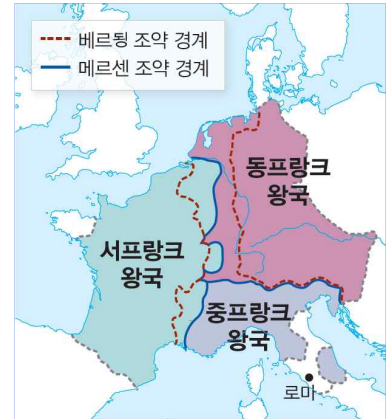 베르됭 조약 경계
메르센 조약 경계
동프랑크
왕국
서프랑크
왕국
중프랑크
왕국
로마